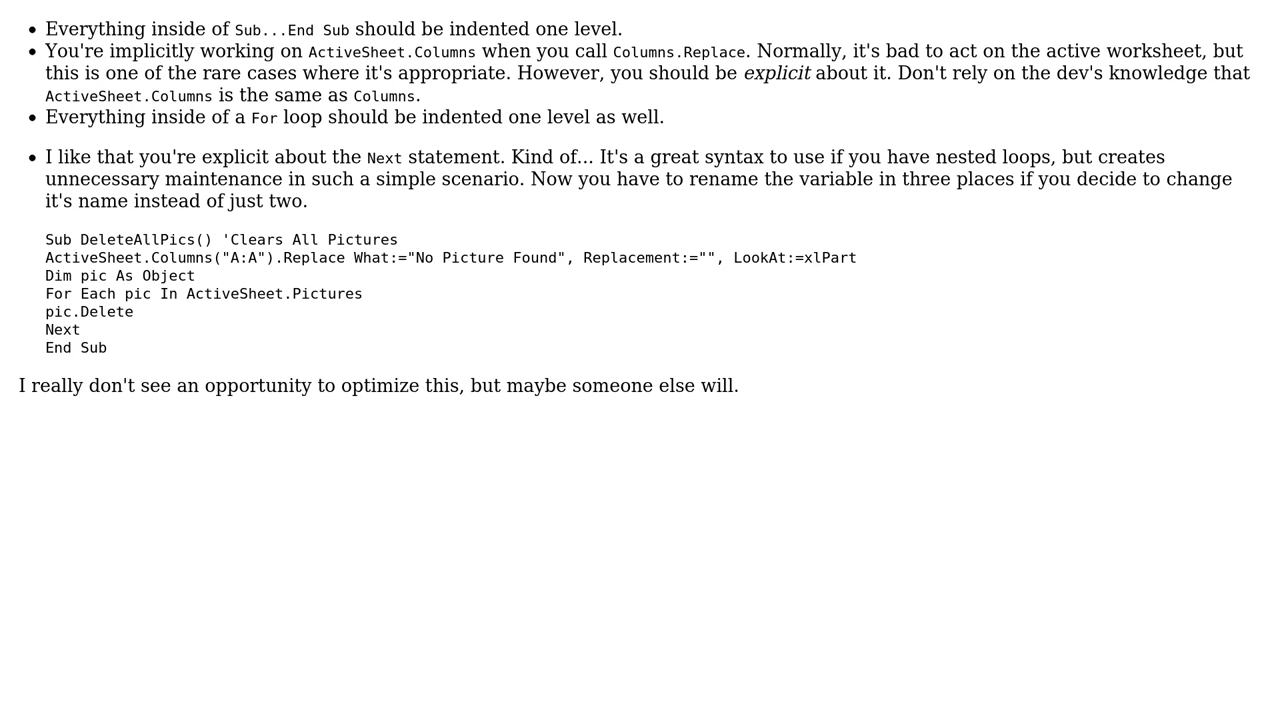 Everything inside of Sub...End Sub should be indented one level.
You're implicitly working on ActiveSheet.Columns when you call Columns.Replace. Normally, it's bad to act on the active worksheet, but
this is one of the rare cases where it's appropriate. However, you should be explicit about it. Don't rely on the dev's knowledge that
ActiveSheet.Columns is the same as Columns.
Everything inside of a For loop should be indented one level as well.
I like that you're explicit about the Next statement. Kind of... It's a great syntax to use if you have nested loops, but creates
unnecessary maintenance in such a simple scenario. Now you have to rename the variable in three places if you decide to change
it's name instead of just two.
Sub DeleteAllPics() 'Clears All Pictures
ActiveSheet.Columns("A:A").Replace What:="No Picture Found", Replacement:="", LookAt:=xlPart
Dim pic As Object
For Each pic In ActiveSheet.Pictures
pic.Delete
Next
End Sub
I really don't see an opportunity to optimize this, but maybe someone else will.